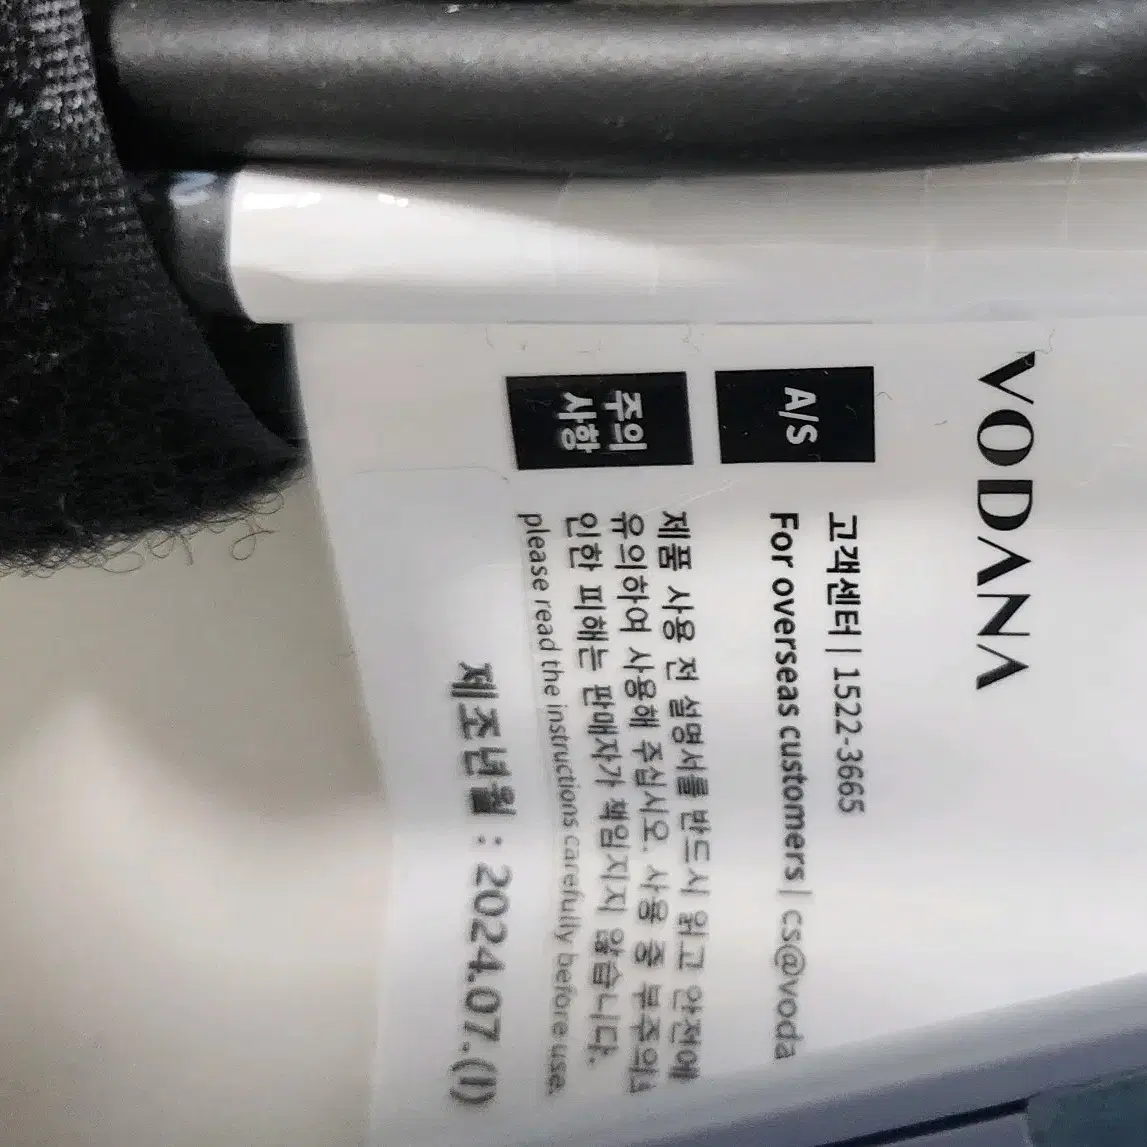 VODANA
A/S
고객센터 | 1522-3665
For overseas customers | cs@voda
주의
사항
제품 사용 전 설명서를 반드시 읽고 안전에
유의하여 사용해 주십시오. 사용 중 부주의
인한 피해는 판매자가 책임지지 않습니다.
please read the instructions carefully before use.
제조년월 : 2024.07.(I)